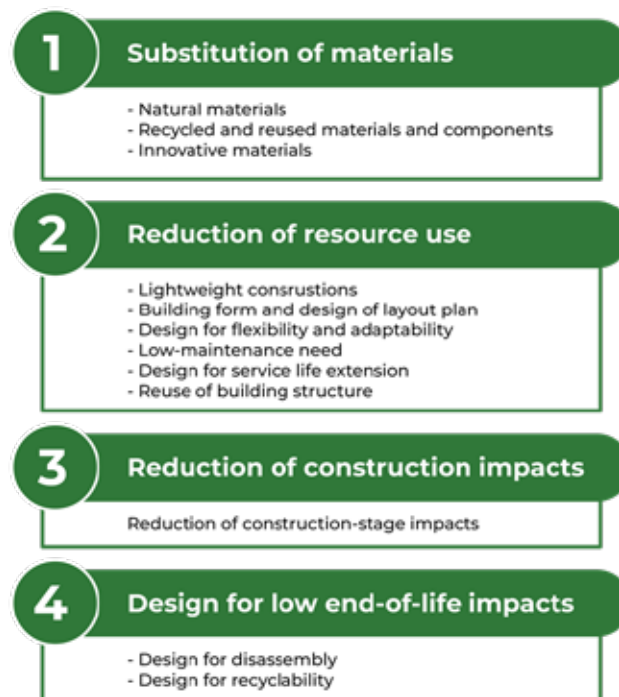 1
Substitution of materials
- Natural materials
- Recycled and reused materials and components
- Innovative materials
2
Reduction of resource use
- Lightweight consrustions
- Building form and design of layout plan
- Design for flexibility and adaptability
- Low-maintenance need
- Design for service life extension
- Reuse of building structure
3
Reduction of construction impacts
Reduction of construction-stage impacts
4
Design for low end-of-life impacts
- Design for disassembly
- Design for recyclability